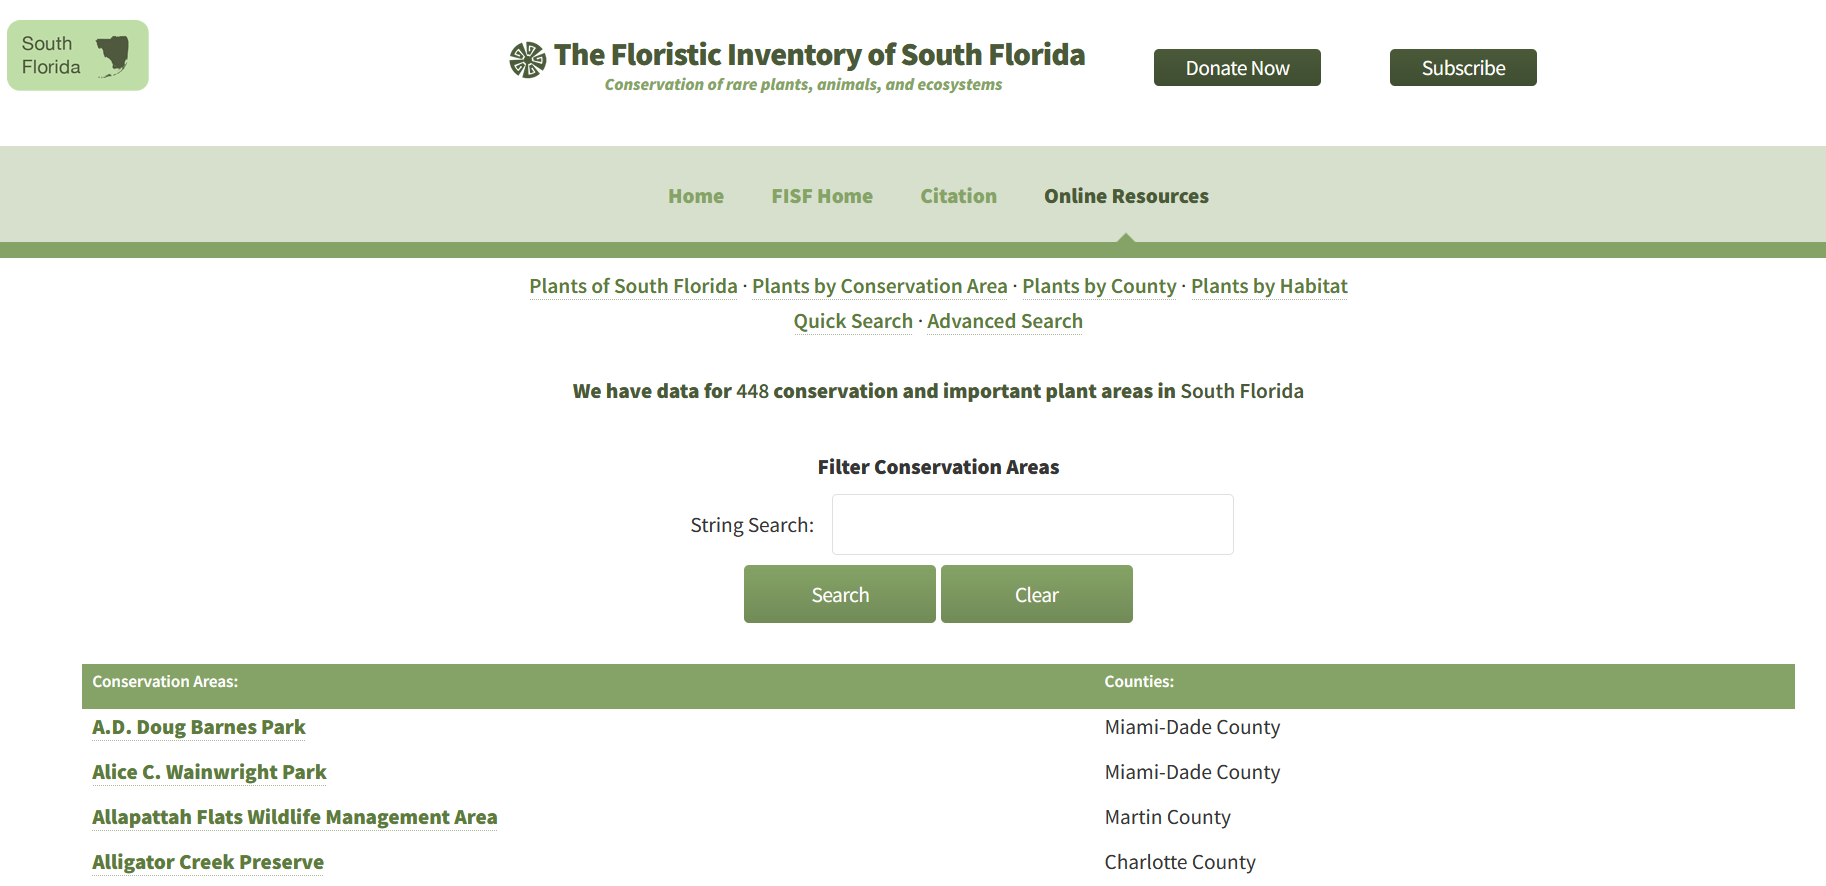 South
Florida
The Floristic Inventory of South Florida
Conservation of rare plants, animals, and ecosystems
Donate Now
Subscribe
Home FISF Home Citation Online Resources
Plants of South Florida · Plants by Conservation Area · Plants by County · Plants by Habitat
Quick Search · Advanced Search
We have data for 448 conservation and important plant areas in South Florida
Filter Conservation Areas
String Search:
Search Clear
Conservation Areas: Counties:
A.D. Doug Barnes Park Miami-Dade County
Alice C. Wainwright Park Miami-Dade County
Allapattah Flats Wildlife Management Area Martin County
Alligator Creek Preserve Charlotte County